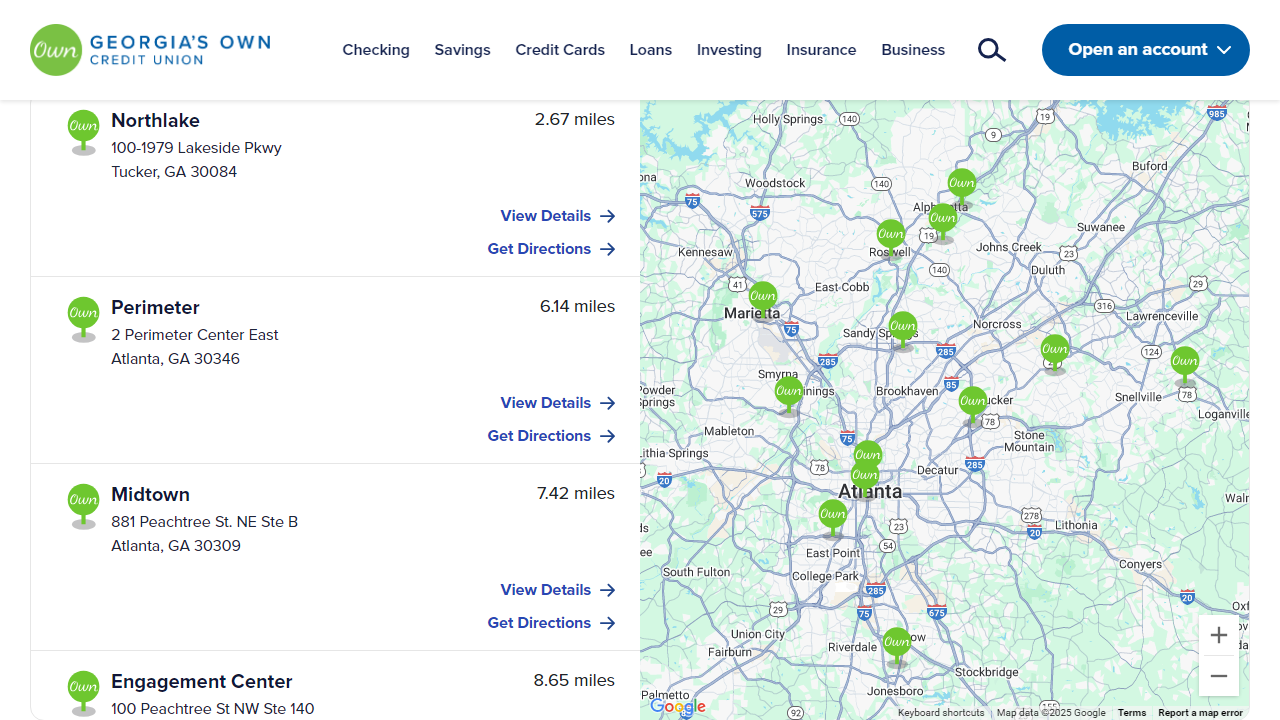 Own
GEORGIA'S OWN
CREDIT UNION
Checking
Savings
Credit Cards
Loans
Investing
Insurance
Business
Open an account
Own
Northlake
2.67 miles
100-1979 Lakeside Pkwy
Tucker, GA 30084
View Details
Get Directions
Own
Perimeter
6.14 miles
2 Perimeter Center East
Atlanta, GA 30346
View Details
Get Directions
Own
Midtown
7.42 miles
881 Peachtree St. NE Ste B
Atlanta, GA 30309
View Details
Get Directions
Own
Engagement Center
8.65 miles
100 Peachtree St NW Ste 140
Holly Springs
140
19
985
9
Buford
Woodstock
140
Own
75
575
Alpharetta
Own
19
Own
Roswell
Suwanee
Kennesaw
Johns Creek
23
140
Duluth
41
East Cobb
29
Own
Marietta
316
Lawrenceville
75
Own
Sandy Springs
Norcross
285
285
Own
124
Own
Smyrna
85
Brookhaven
Powder
Springs
Own
Own
Tucker
78
78
Snellville
Loganville
Mableton
75
Stone
Mountain
Own
78
Decatur
285
20
Own
Atlanta
Own
278
23
20
Lithonia
54
East Point
Conyers
South Fulton
College Park
285
20
29
75
675
Union City
Own
Fairburn
Riverdale
Stockbridge
Palmetto
Jonesboro
92
155
Google
Keyboard shortcuts
Map data ©2025 Google
Terms
Report a map error